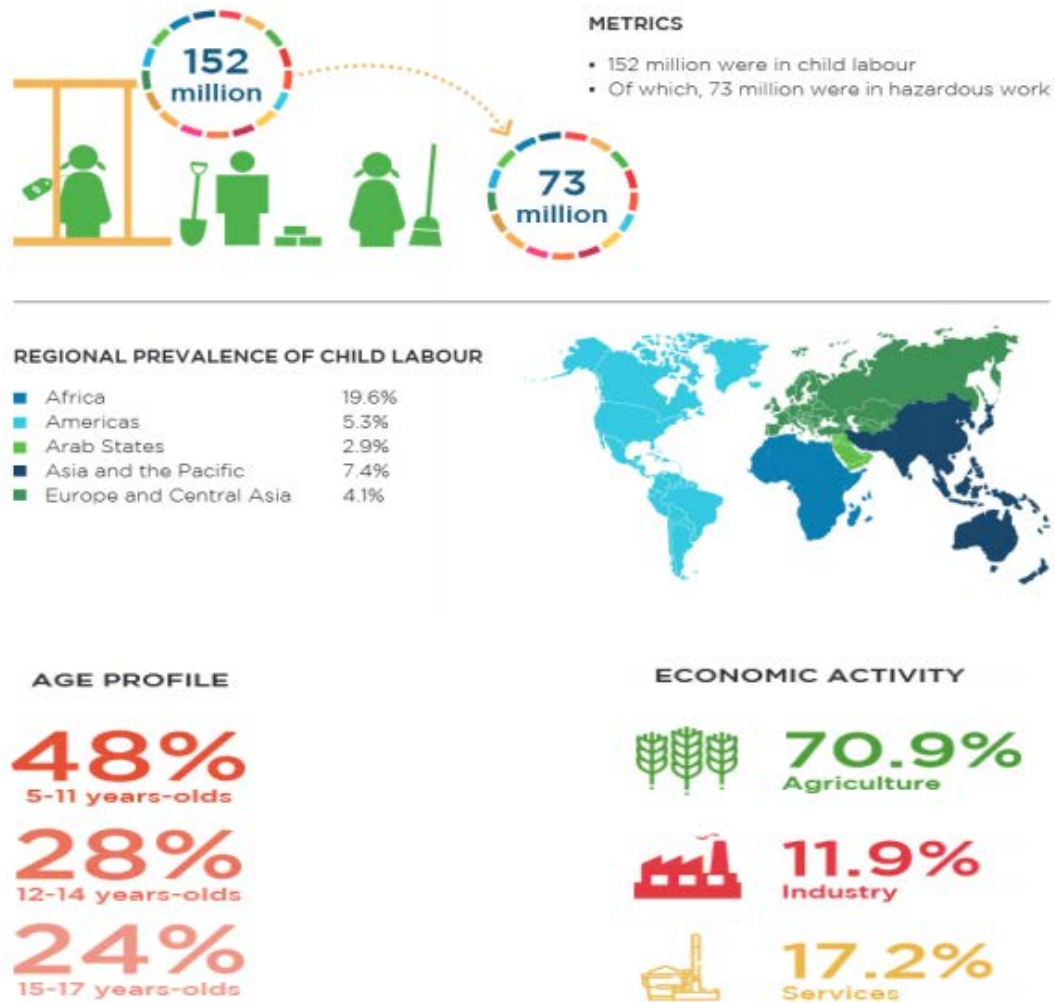 152
million
METRICS
• 152 million were in child labour
• Of which, 73 million were in hazardous work
73
million
REGIONAL PREVALENCE OF CHILD LABOUR
Africa 19.6%
Americas 5.3%
Arab States 2.9%
Asia and the Pacific 7.4%
Europe and Central Asia 4.1%
AGE PROFILE
48%
5-11 years-olds
28%
12-14 years-olds
24%
15-17 years-olds
ECONOMIC ACTIVITY
70.9%
Agriculture
11.9%
Industry
17.2%
Services